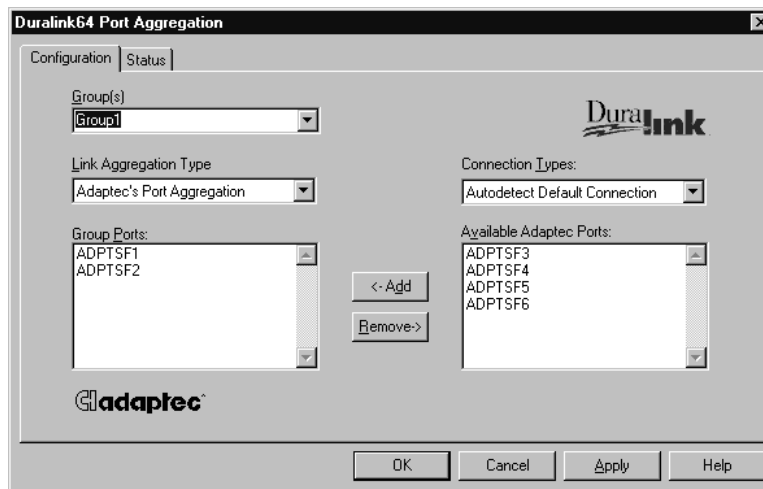 Duralink64 Port Aggregation
Configuration
Status
Group(s)
Group1
Duralink
Link Aggregation Type
Connection Types:
Adaptec's Port Aggregation
Autodetect Default Connection
Group Ports:
Available Adaptec Ports:
ADPTSF1
ADPTSF2
ADPTSF3
ADPTSF4
ADPTSF5
ADPTSF6
<- Add
Remove->
adaptec
OK
Cancel
Apply
Help